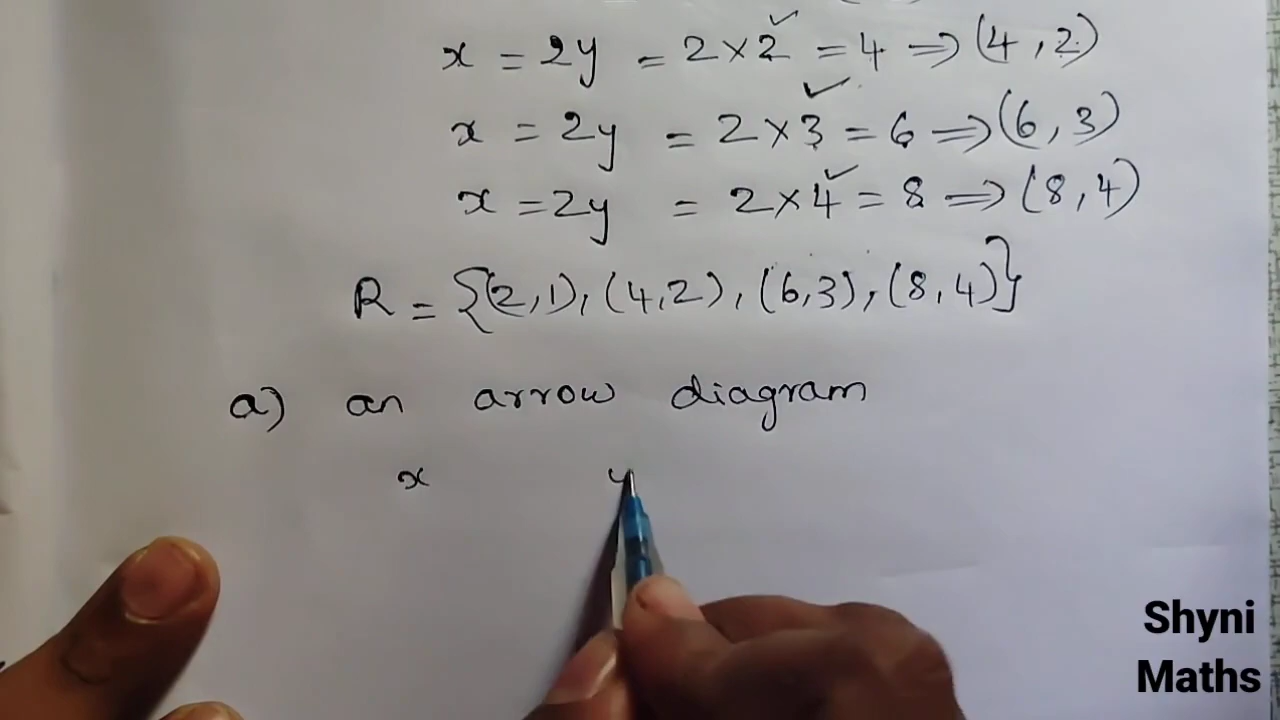 x = 2y = 2×2 = 4 ⇒ (4,2)
x = 2y = 2×3 = 6 ⇒ (6,3)
x = 2y = 2×4 = 8 ⇒ (8,4)
R = {(2,1), (4,2), (6,3), (8,4)}
a) an arrow diagram
x y
Shyni
Maths